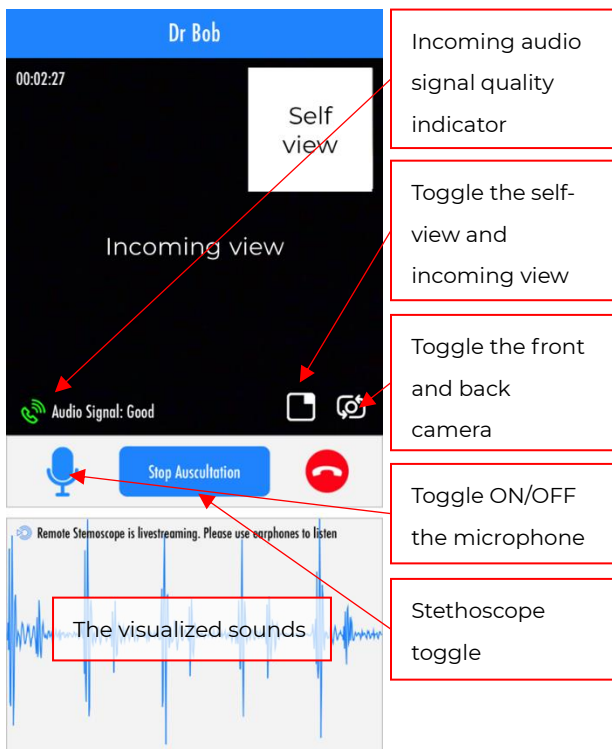 Dr Bob
00:02:27
Self
view
Incoming view
Audio Signal: Good
Stop Auscultation
Remote Stemoscope is livestreaming. Please use earphones to listen
The visualized sounds
Incoming audio
signal quality
indicator
Toggle the self-
view and
incoming view
Toggle the front
and back
camera
Toggle ON/OFF
the microphone
Stethoscope
toggle